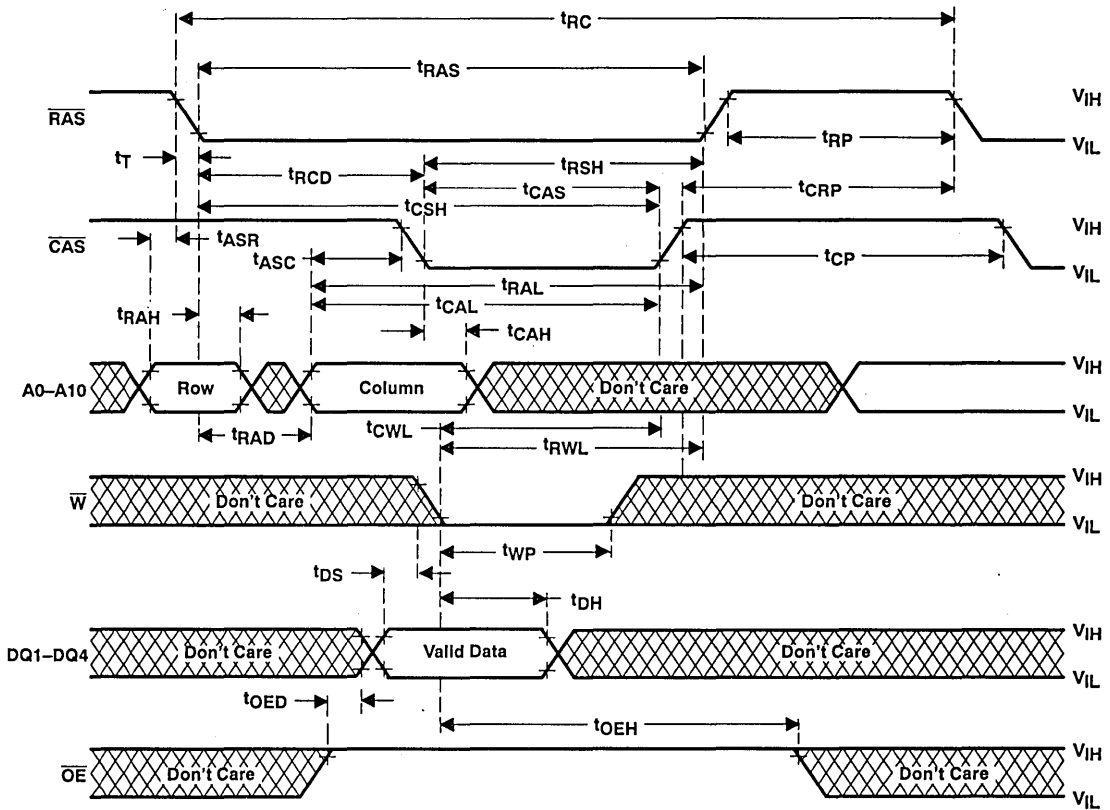 tRC
tRAS
RAS
VIH
VIL
tRP
tT
tRCD
tRSH
tCAS
tCRP
tCSH
CAS
VIH
VIL
tASR
tASC
tCP
tRAL
tCAL
tRAH
tCAH
A0–A10
Row
Column
Don't Care
VIH
VIL
tRAD
tCWL
tRWL
W
Don't Care
Don't Care
VIH
VIL
tWP
tDS
tDH
DQ1–DQ4
Don't Care
Valid Data
Don't Care
VIH
VIL
tOED
tOEH
OE
Don't Care
Don't Care
VIH
VIL